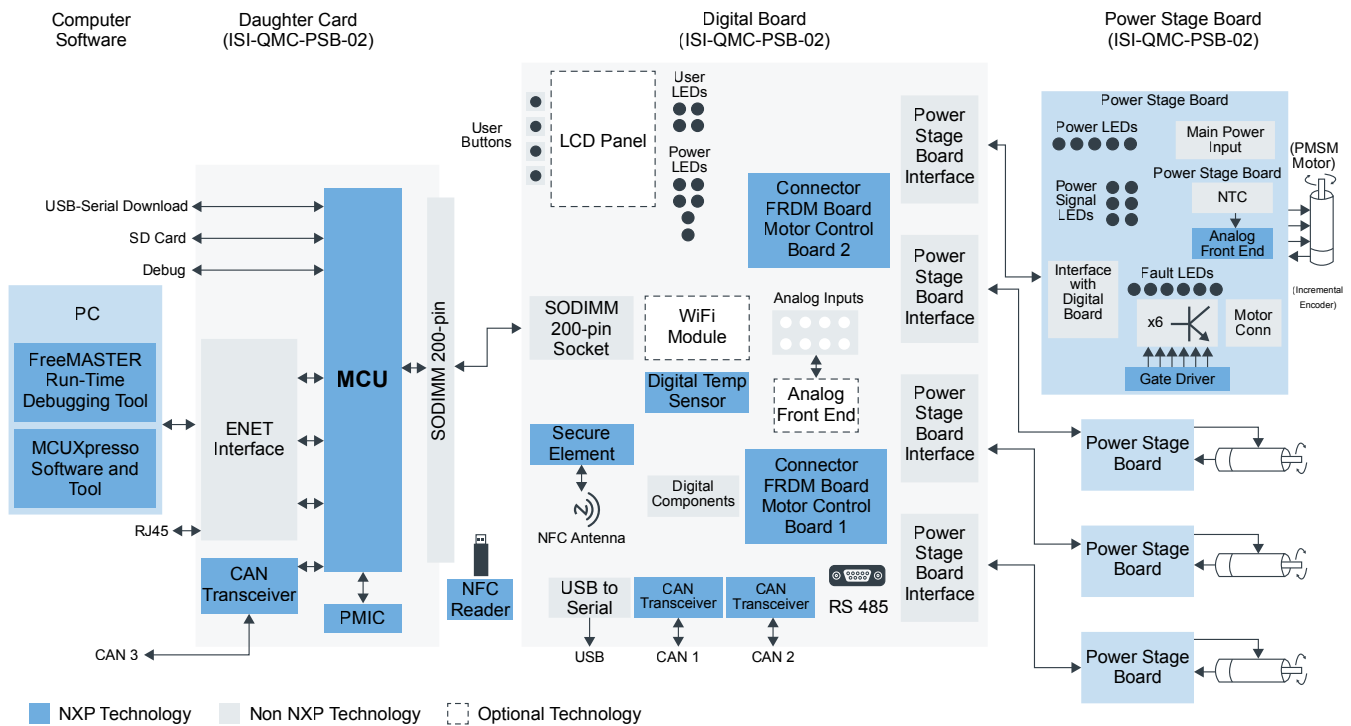 Computer
Software
Daughter Card
(ISI-QMC-PSB-02)
Digital Board
(ISI-QMC-PSB-02)
Power Stage Board
(ISI-QMC-PSB-02)
USB-Serial Download
SD Card
Debug
PC
FreeMASTER
Run-Time
Debugging Tool
MCUXpresso
Software and
Tool
RJ45
CAN 3
ENET
Interface
CAN
Transceiver
MCU
PMIC
SODIMM 200-pin
NFC
Reader
User
Buttons
LCD Panel
User
LEDs
Power
LEDs
Connector
FRDM Board
Motor Control
Board 2
SODIMM
200-pin
Socket
WiFi
Module
Analog Inputs
Digital Temp
Sensor
Analog
Front End
Secure
Element
NFC Antenna
Digital
Components
Connector
FRDM Board
Motor Control
Board 1
USB to
Serial
CAN
Transceiver
CAN
Transceiver
RS 485
USB
CAN 1
CAN 2
Power
Stage
Board
Interface
Power
Stage
Board
Interface
Power
Stage
Board
Interface
Power
Stage
Board
Interface
Power Stage Board
Power LEDs
Main Power
Input
Power Stage Board
Power
Signal
LEDs
NTC
Analog
Front End
Interface
with
Digital
Board
Fault LEDs
x6
Motor
Conn
Gate Driver
(PMSM
Motor)
(Incremental
Encoder)
Power Stage
Board
Power Stage
Board
Power Stage
Board
NXP Technology
Non NXP Technology
Optional Technology